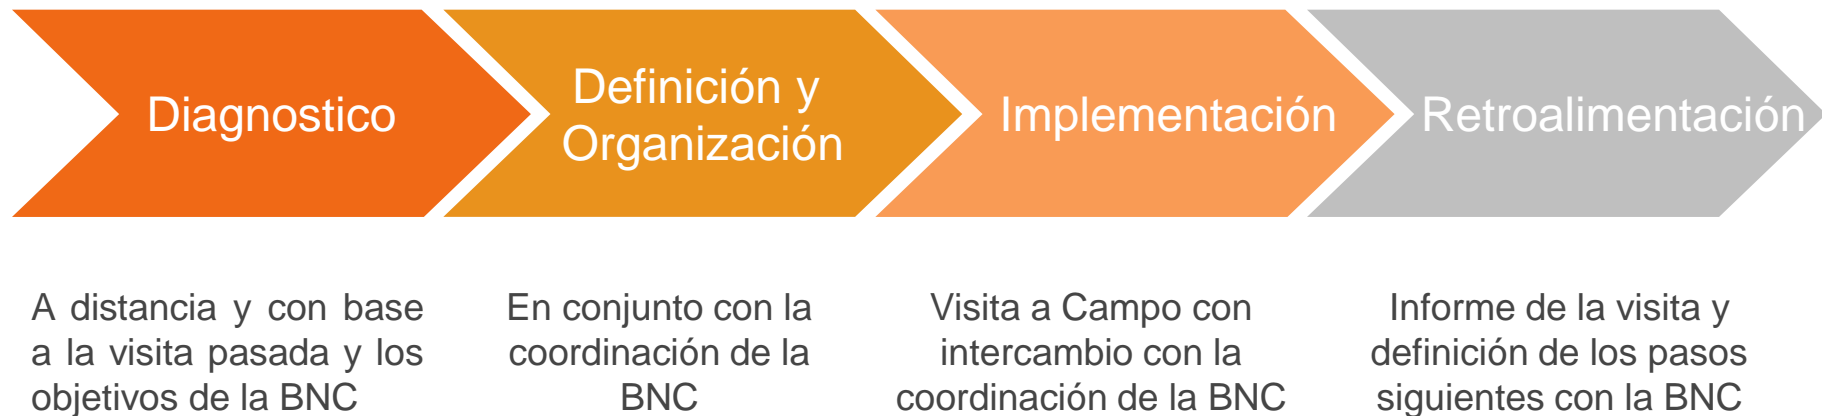 Diagnostico
Definición y
Organización
Implementación
Retroalimentación
A distancia y con base
a la visita pasada y los
objetivos de la BNC
En conjunto con la
coordinación de la
BNC
Visita a Campo con
intercambio con la
coordinación de la BNC
Informe de la visita y
definición de los pasos
siguientes con la BNC